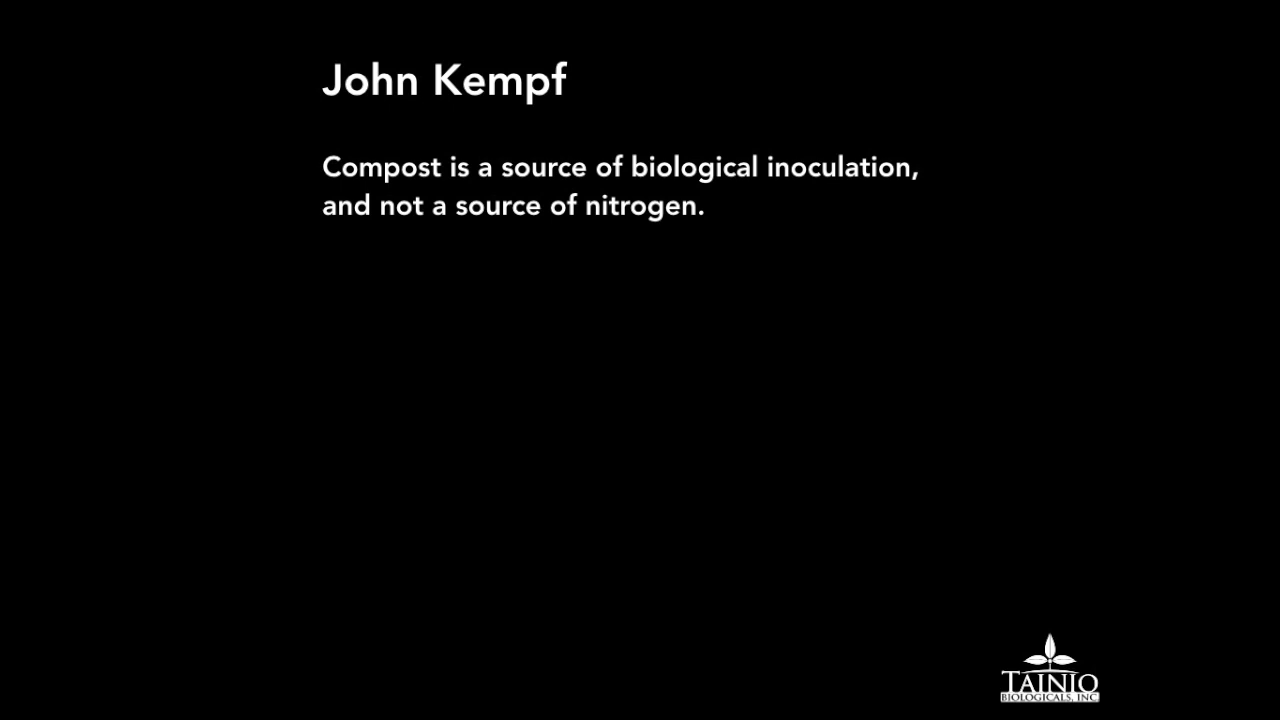 John Kempf
Compost is a source of biological inoculation,
and not a source of nitrogen.
TAINIO
BIOLOGICALS, INC